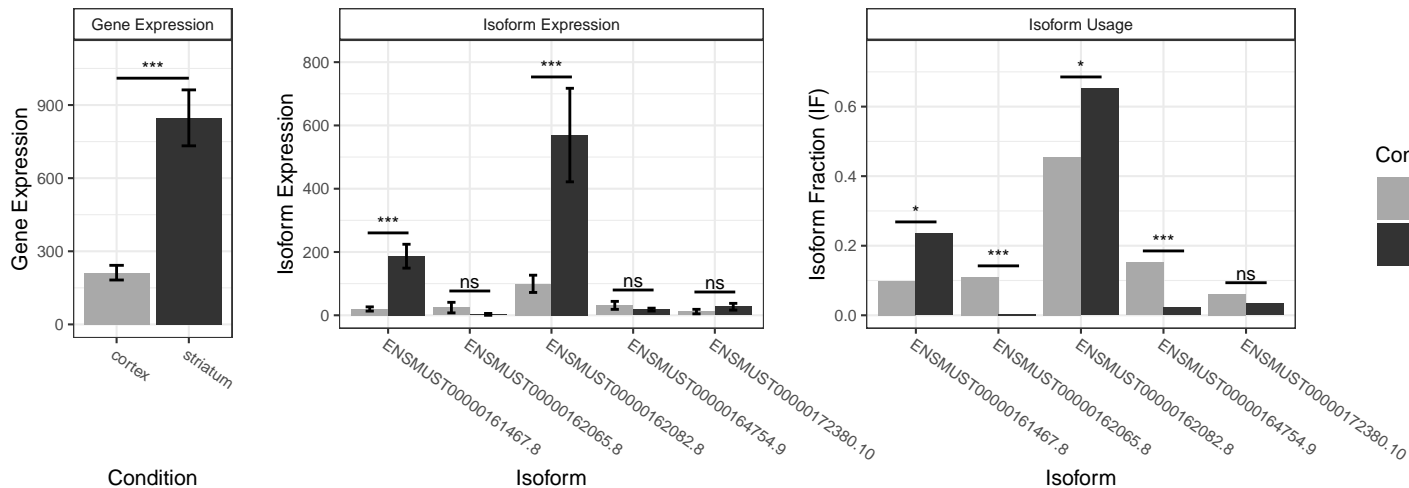 Gene Expression
Gene Expression
900
600
300
0
***
cortex
striatum
Condition
Isoform Expression
Isoform Expression
800
600
400
200
0
***
ns
***
ns
ns
ENSMUST00000161467.8
ENSMUST00000162065.8
ENSMUST00000162082.8
ENSMUST00000164754.9
ENSMUST00000172380.10
Isoform
Isoform Usage
Isoform Fraction (IF)
0.6
0.4
0.2
0.0
*
***
*
***
ns
ENSMUST00000161467.8
ENSMUST00000162065.8
ENSMUST00000162082.8
ENSMUST00000164754.9
ENSMUST00000172380.10
Isoform
Con